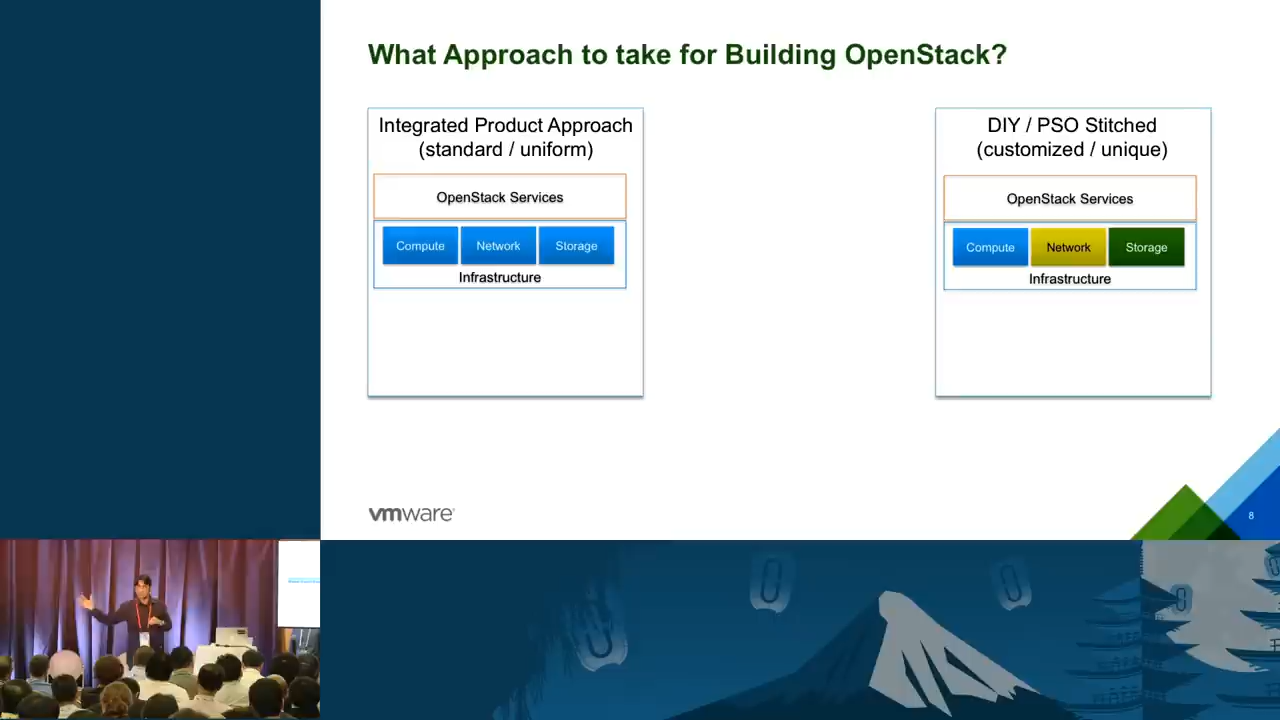 What Approach to take for Building OpenStack?
Integrated Product Approach
(standard / uniform)
OpenStack Services
Compute
Network
Storage
Infrastructure
DIY / PSO Stitched
(customized / unique)
OpenStack Services
Compute
Network
Storage
Infrastructure
vmware
8